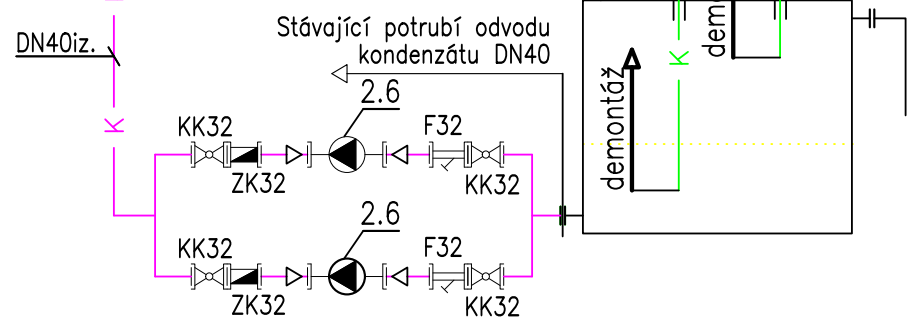 DN40iz.
Stávající potrubí odvodu
kondenzátu DN40
K
2.6
KK32
ZK32
F32
KK32
2.6
KK32
ZK32
F32
KK32
demontáž
K
demo